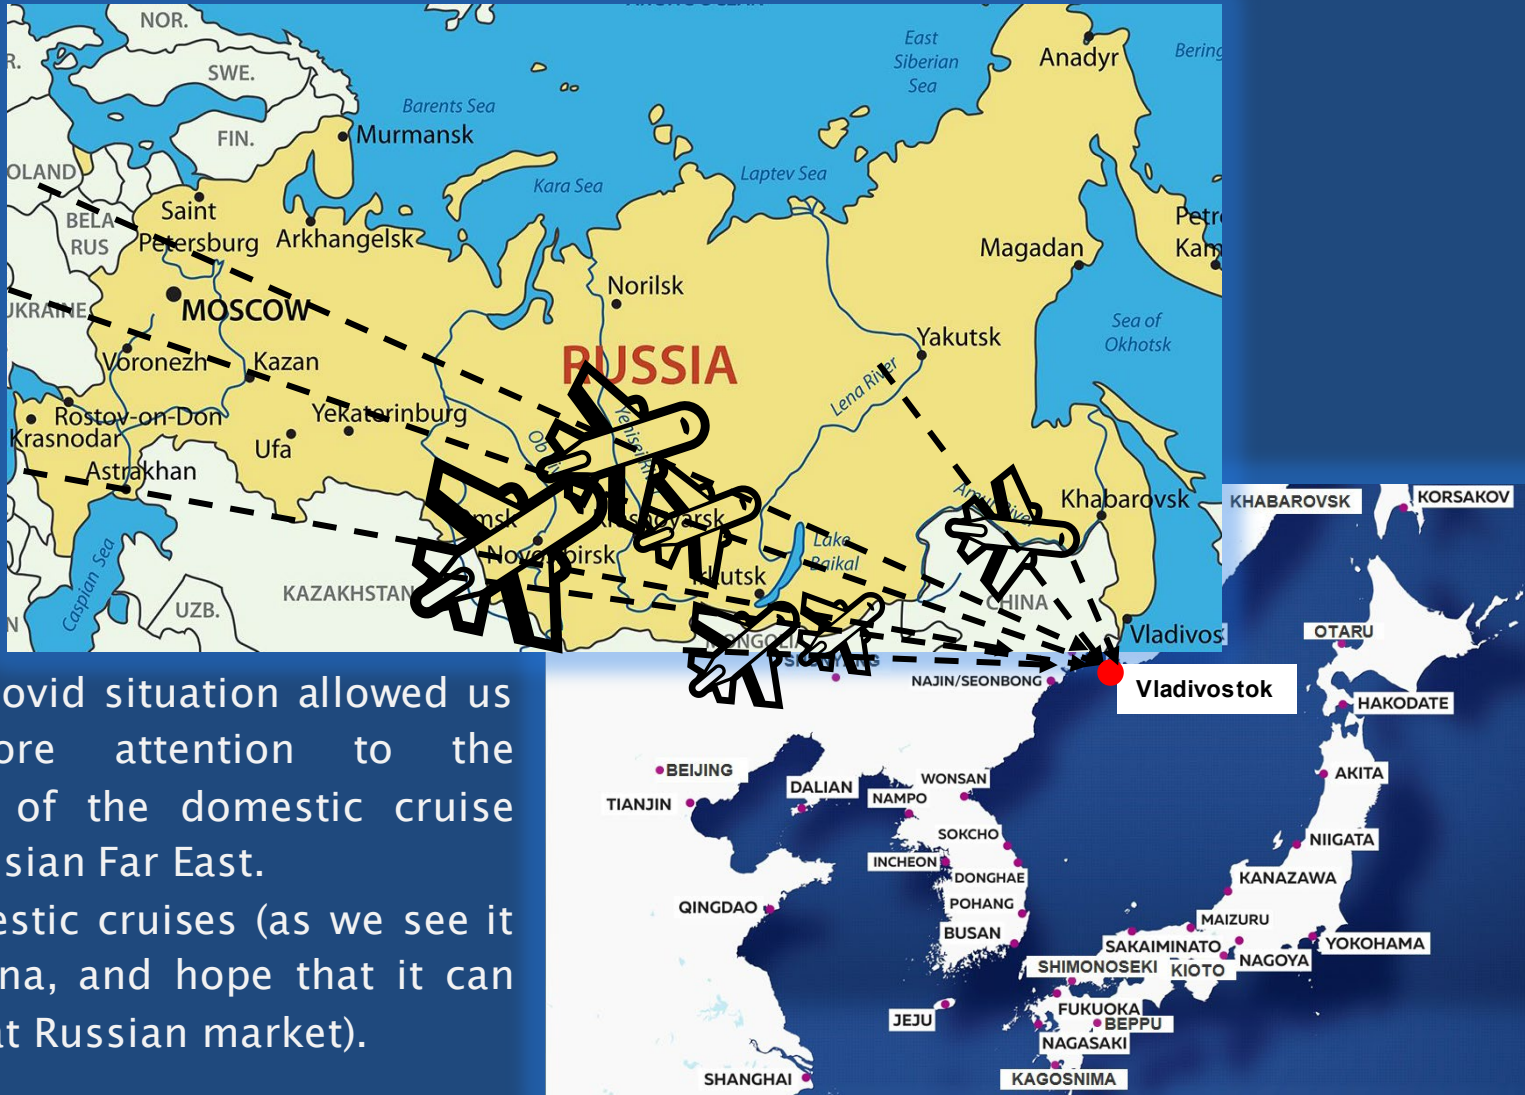 NOR.
SWE.
FIN.
Barents Sea
Murmansk
Kara Sea
Laptev Sea
East
Siberian
Sea
Anadyr
Bering
R.
OLAND
BELA
RUS
UKRAINE
Saint
Petersburg
Arkhangelsk
MOSCOW
Norilsk
RUSSIA
Magadan
Petr
Kam
Sea of
Okhotsk
Yakutsk
Lena River
Voronezh
Kazan
Rostov-on-Don
Krasnodar
Yekaterinburg
Ufa
Astrakhan
Caspian Sea
UZB.
KAZAKHSTAN
N
Lake
Baikal
Khabarovsk
CHINA
Vladivos
Vladivostok
ovid situation allowed us
ore attention to the
of the domestic cruise
sian Far East.
estic cruises (as we see it
na, and hope that it can
at Russian market).
KHABAROVSK
KORSAKOV
OTARU
HAKODATE
NAJIN/SEONBONG
AKITA
BEIJING
TIANJIN
DALIAN
WONSAN
NAMPO
SOKCHO
INCHEON
DONGHAE
NIIGATA
KANAZAWA
QINGDAO
POHANG
BUSAN
MAIZURU
SAKAIMINATO
YOKOHAMA
NAGOYA
SHIMONOSEKI
KIOTO
JEJU
FUKUOKA
BEPPU
NAGASAKI
SHANGHAI
KAGOSNIMA